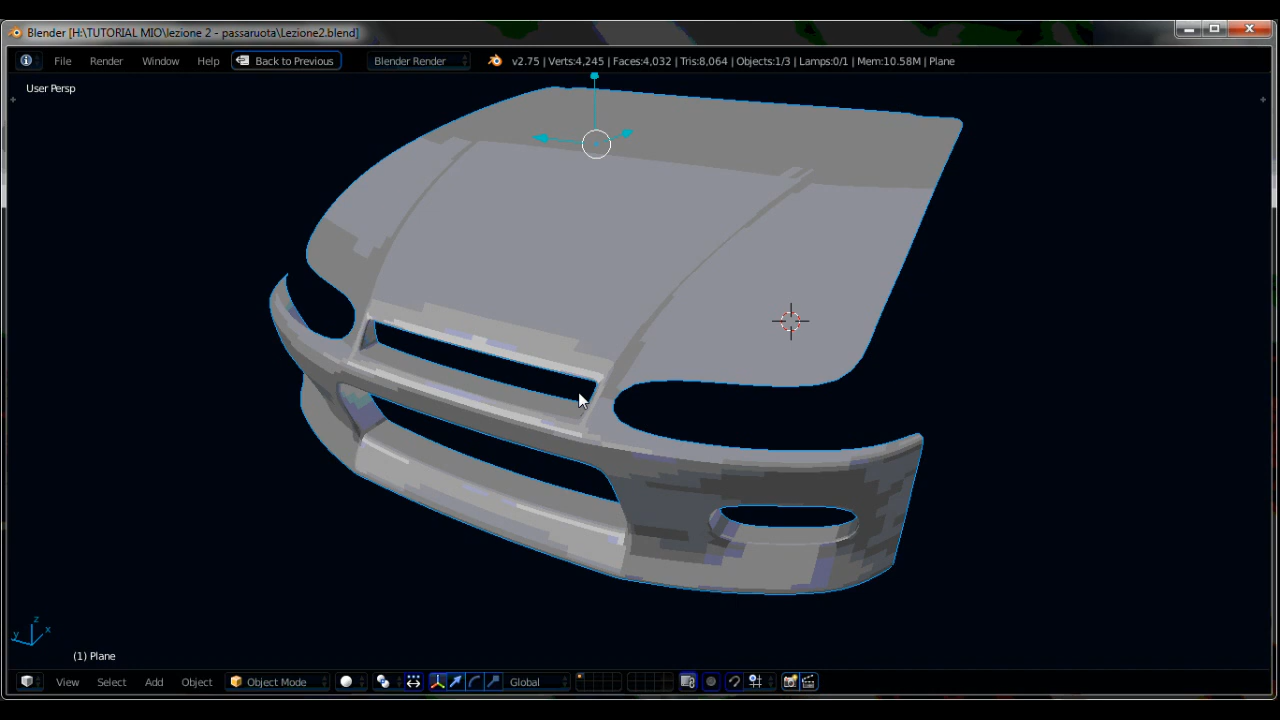 Blender [H:\TUTORIAL MIO\lezione 2 - passaruota\Lezione2.blend]
File Render Window Help Back to Previous Blender Render v2.75 | Verts:4,245 | Faces:4,032 | Tris:8,064 | Objects:1/3 | Lamps:0/1 | Mem:10.58M | Plane
User Persp
z
y x
(1) Plane
View Select Add Object Object Mode Global